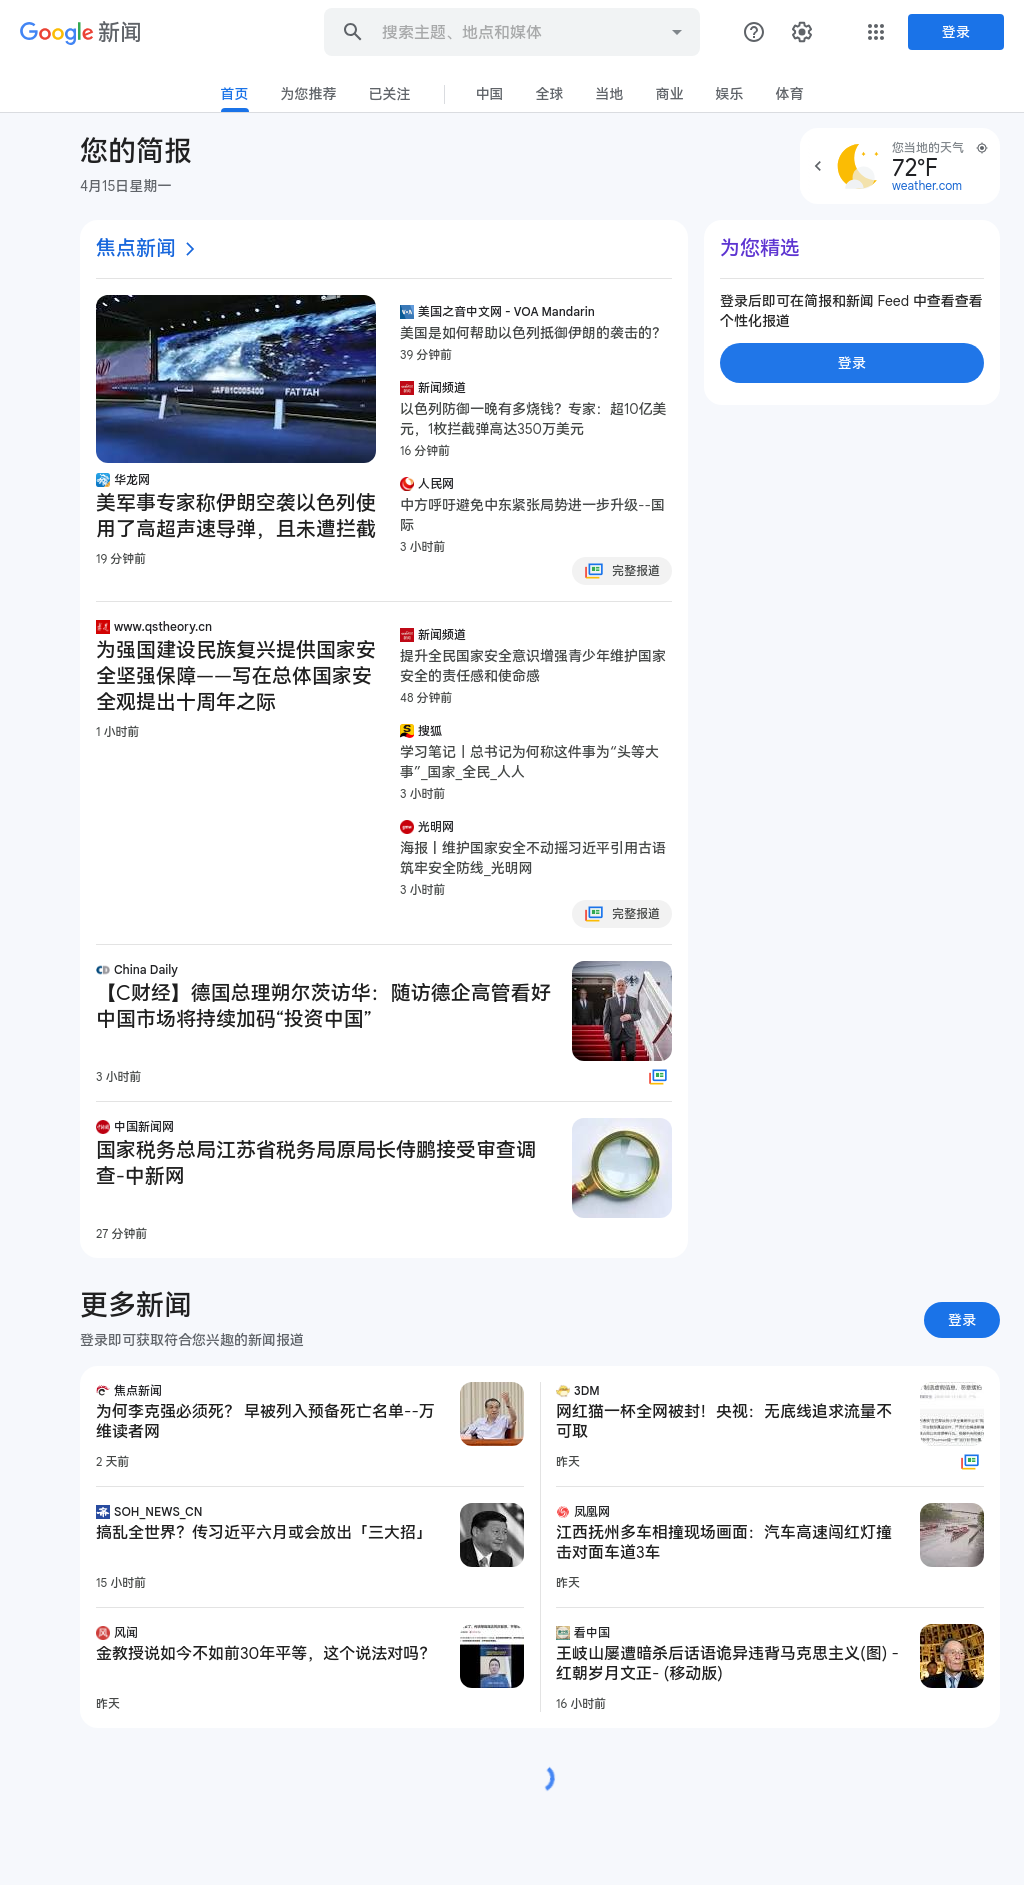 Google 新闻
搜索主题、地点和媒体
登录
首页 为您推荐 已关注 中国 全球 当地 商业 娱乐 体育
您的简报
4月15日星期一
您当地的天气
72°F
weather.com
焦点新闻
JAF81C085400 FATTAH
华龙网
美军事专家称伊朗空袭以色列使
用了高超声速导弹，且未遭拦截
19 分钟前
美国之音中文网 - VOA Mandarin
美国是如何帮助以色列抵御伊朗的袭击的？
39 分钟前
新闻频道
以色列防御一晚有多烧钱？专家：超10亿美
元，1枚拦截弹高达350万美元
16 分钟前
人民网
中方呼吁避免中东紧张局势进一步升级--国
际
3 小时前
完整报道
www.qstheory.cn
为强国建设民族复兴提供国家安
全坚强保障——写在总体国家安
全观提出十周年之际
1 小时前
新闻频道
提升全民国家安全意识增强青少年维护国家
安全的责任感和使命感
48 分钟前
搜狐
学习笔记丨总书记为何称这件事为“头等大
事”_国家_全民_人人
3 小时前
光明网
海报丨维护国家安全不动摇习近平引用古语
筑牢安全防线_光明网
3 小时前
完整报道
China Daily
【C财经】德国总理朔尔茨访华：随访德企高管看好
中国市场将持续加码“投资中国”
3 小时前
中国新闻网
国家税务总局江苏省税务局原局长侍鹏接受审查调
查-中新网
27 分钟前
为您精选
登录后即可在简报和新闻 Feed 中查看查看
个性化报道
登录
更多新闻
登录即可获取符合您兴趣的新闻报道
登录
焦点新闻
为何李克强必须死？ 早被列入预备死亡名单--万
维读者网
2 天前
SOH_NEWS_CN
搞乱全世界？传习近平六月或会放出「三大招」
15 小时前
风闻
金教授说如今不如前30年平等，这个说法对吗？
昨天
3DM
网红猫一杯全网被封！央视：无底线追求流量不
可取
昨天
凤凰网
江西抚州多车相撞现场画面：汽车高速闯红灯撞
击对面车道3车
昨天
看中国
王岐山屡遭暗杀后话语诡异违背马克思主义(图) -
红朝岁月文正- (移动版)
16 小时前